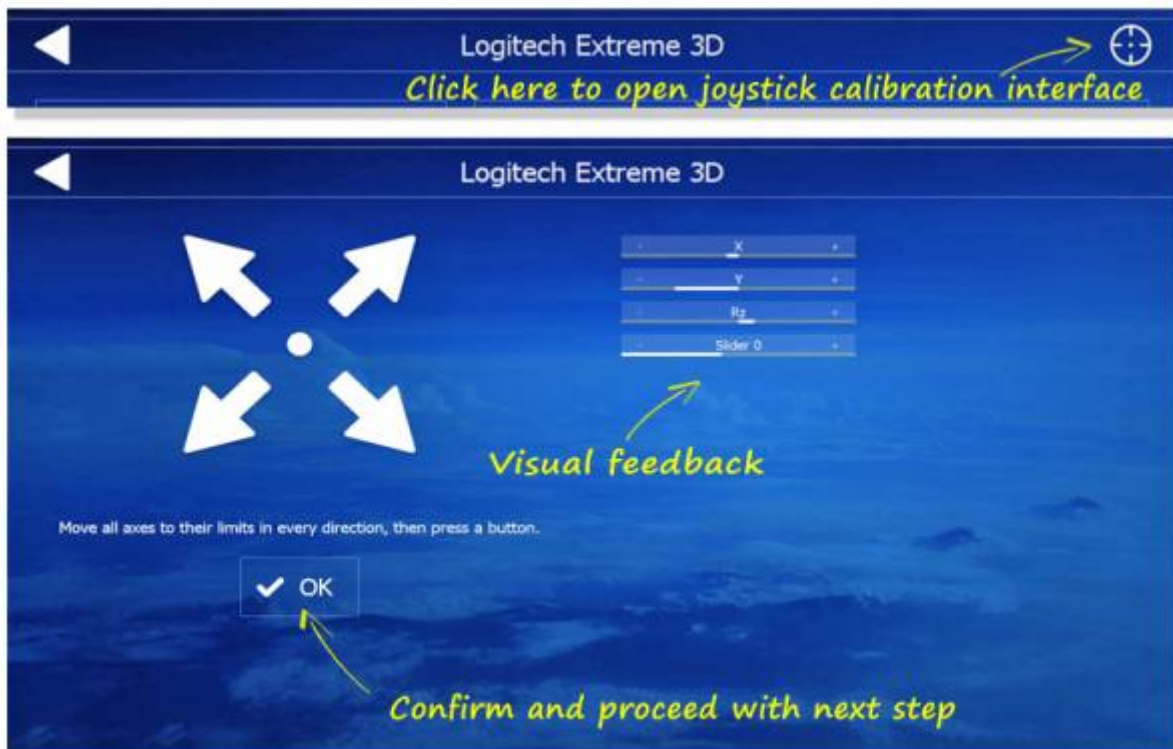 Logitech Extreme 3D
Click here to open joystick calibration interface
Logitech Extreme 3D
- X +
- Y +
- Rz +
- Slider 0 +
Visual feedback
Move all axes to their limits in every direction, then press a button.
OK
Confirm and proceed with next step